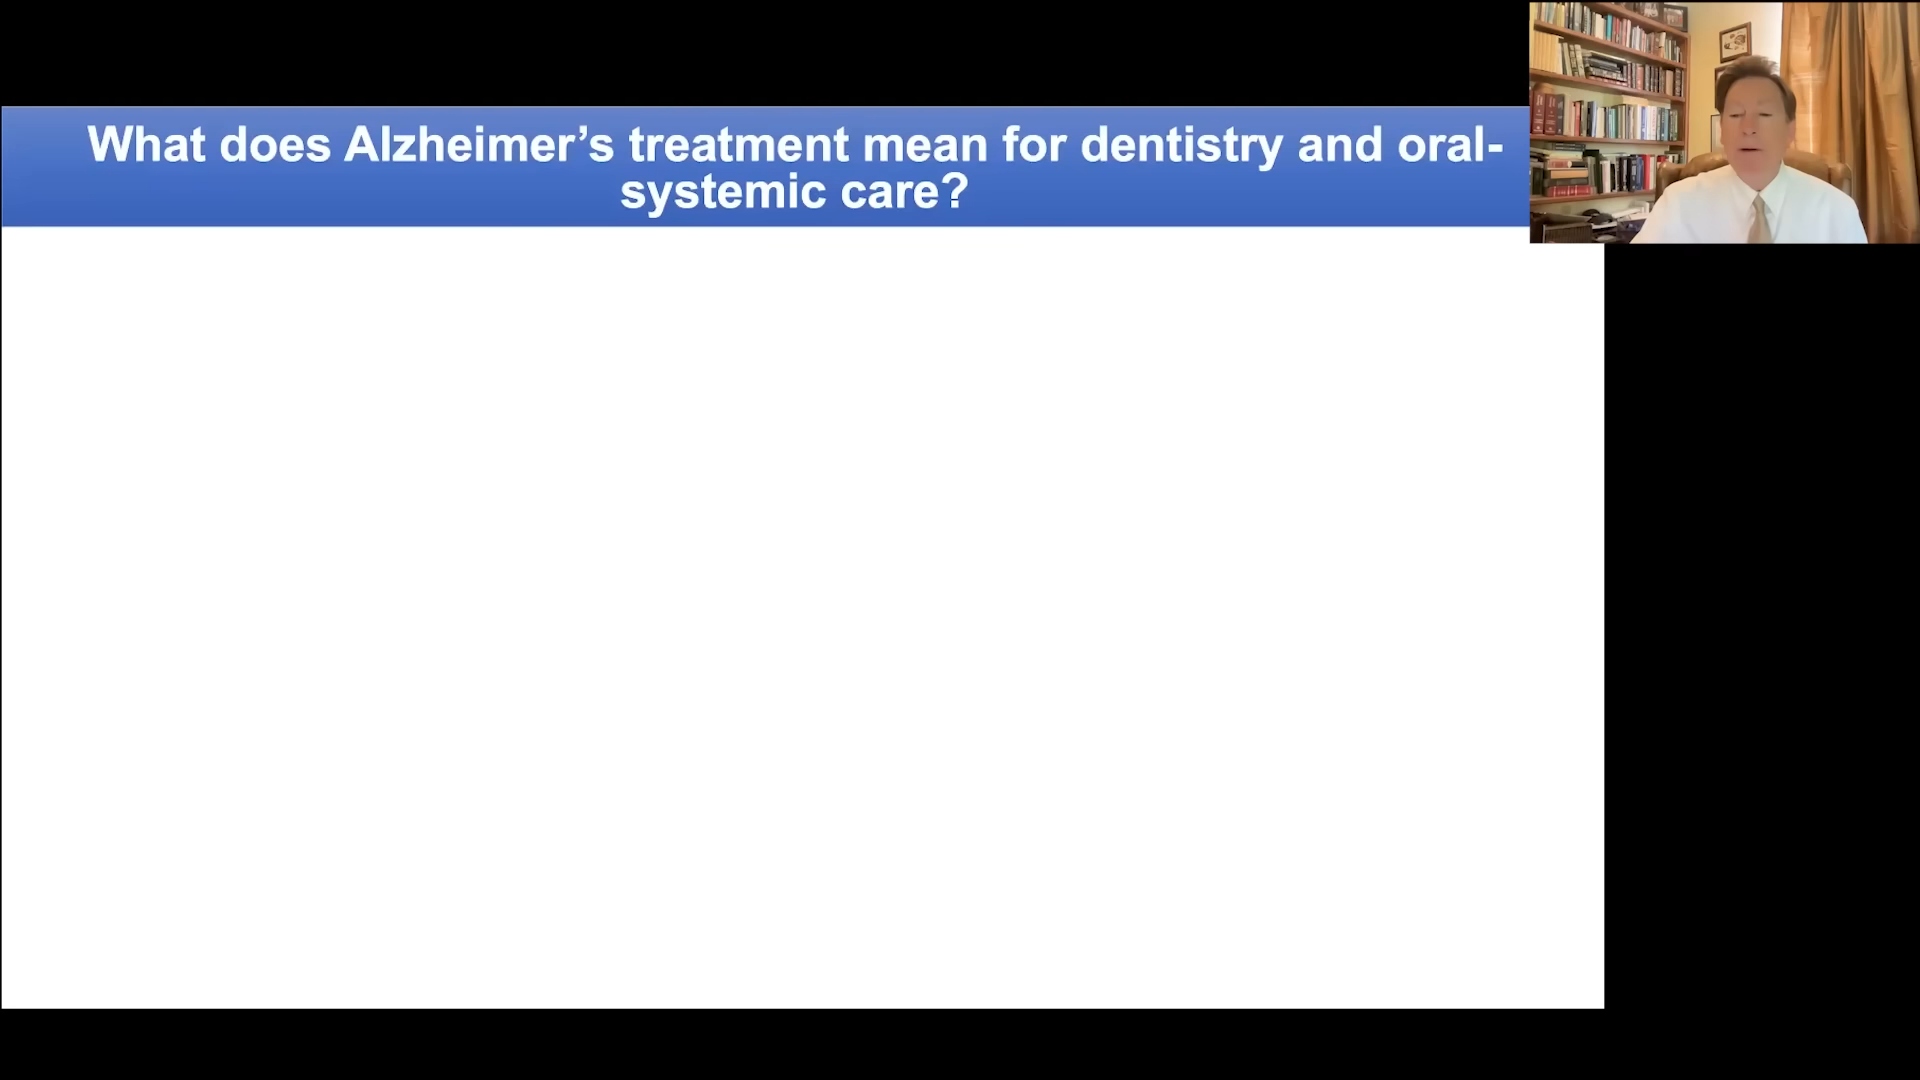 What does Alzheimer’s treatment mean for dentistry and oral-
systemic care?